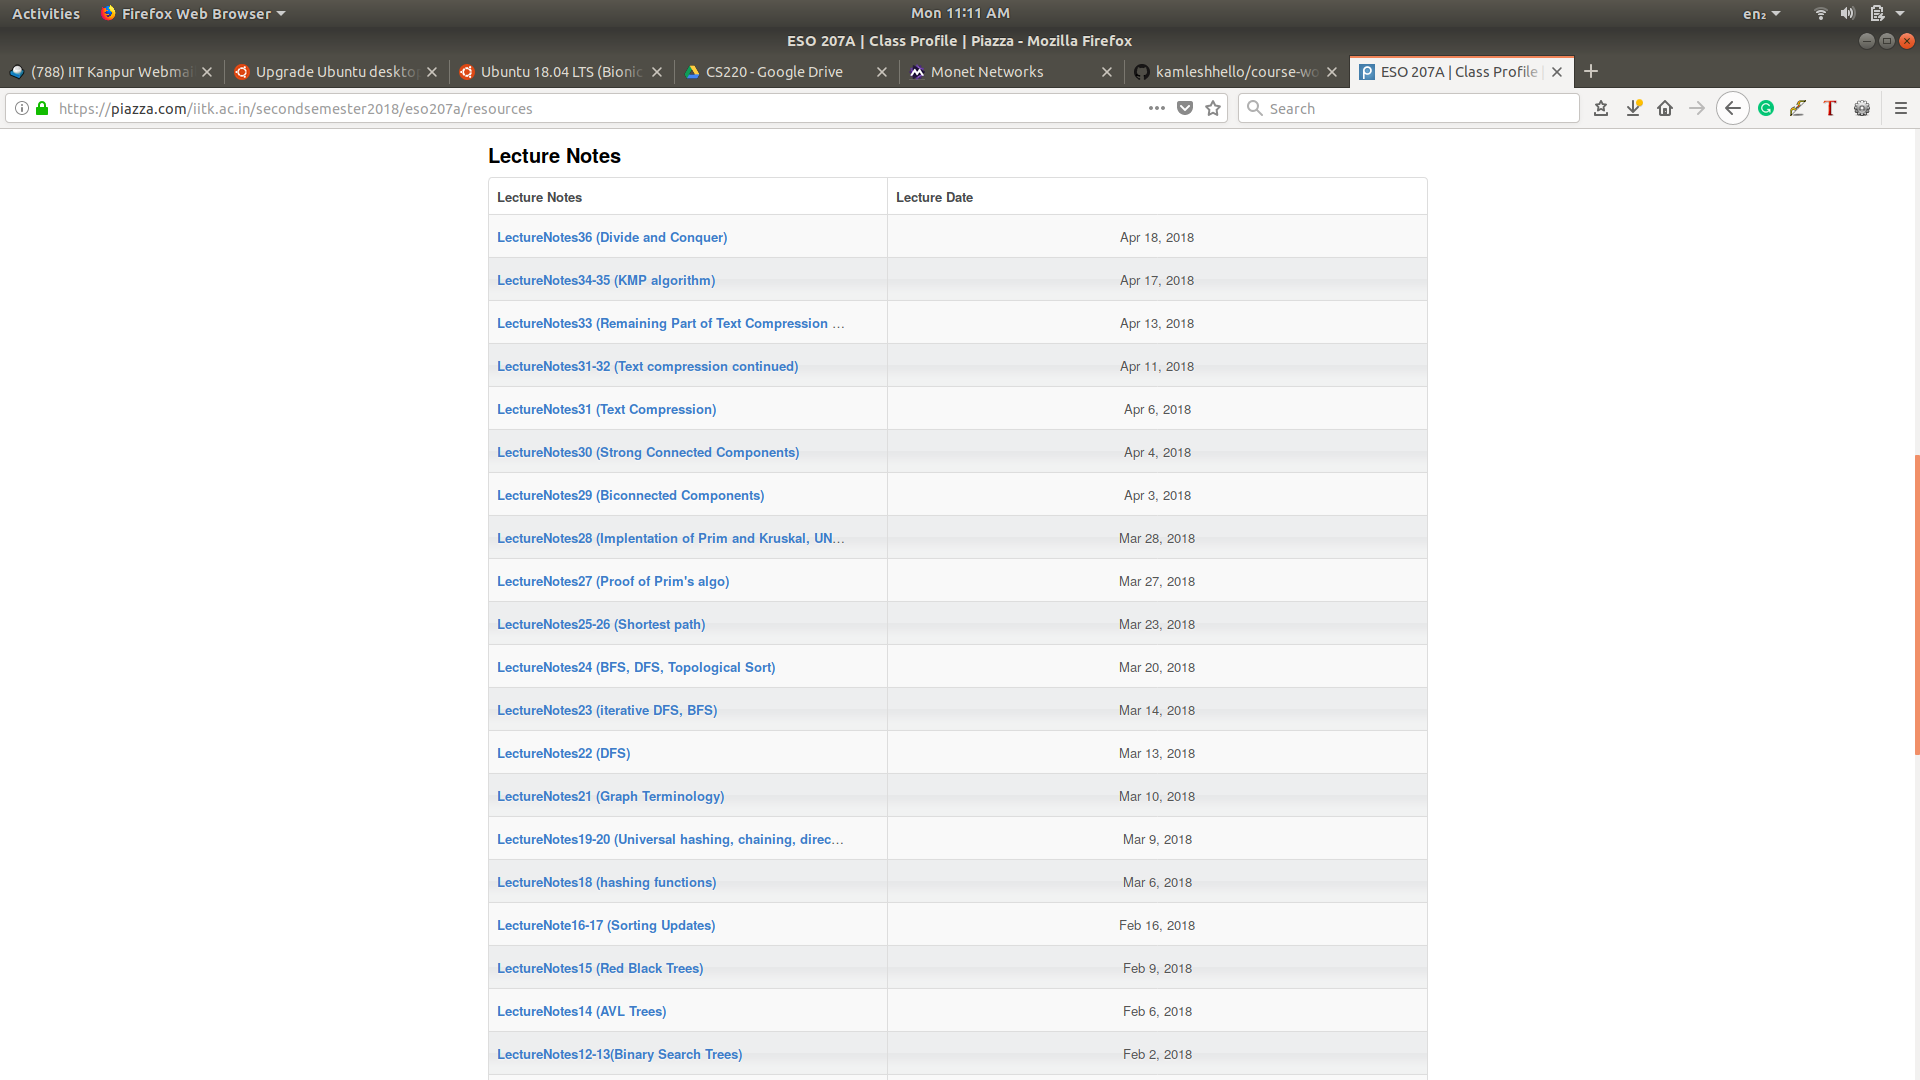 Activities Firefox Web Browser Mon 11:11 AM en₂
ESO 207A | Class Profile | Piazza - Mozilla Firefox
(788) IIT Kanpur Webmai Upgrade Ubuntu deskto Ubuntu 18.04 LTS (Bionic CS220 - Google Drive Monet Networks kamleshhello/course-wo ESO 207A | Class Profile
https://piazza.com/iitk.ac.in/secondsemester2018/eso207a/resources Search
Lecture Notes
Lecture Notes Lecture Date
LectureNotes36 (Divide and Conquer) Apr 18, 2018
LectureNotes34-35 (KMP algorithm) Apr 17, 2018
LectureNotes33 (Remaining Part of Text Compression ... Apr 13, 2018
LectureNotes31-32 (Text compression continued) Apr 11, 2018
LectureNotes31 (Text Compression) Apr 6, 2018
LectureNotes30 (Strong Connected Components) Apr 4, 2018
LectureNotes29 (Biconnected Components) Apr 3, 2018
LectureNotes28 (Implentation of Prim and Kruskal, UN... Mar 28, 2018
LectureNotes27 (Proof of Prim's algo) Mar 27, 2018
LectureNotes25-26 (Shortest path) Mar 23, 2018
LectureNotes24 (BFS, DFS, Topological Sort) Mar 20, 2018
LectureNotes23 (iterative DFS, BFS) Mar 14, 2018
LectureNotes22 (DFS) Mar 13, 2018
LectureNotes21 (Graph Terminology) Mar 10, 2018
LectureNotes19-20 (Universal hashing, chaining, direc... Mar 9, 2018
LectureNotes18 (hashing functions) Mar 6, 2018
LectureNote16-17 (Sorting Updates) Feb 16, 2018
LectureNotes15 (Red Black Trees) Feb 9, 2018
LectureNotes14 (AVL Trees) Feb 6, 2018
LectureNotes12-13(Binary Search Trees) Feb 2, 2018